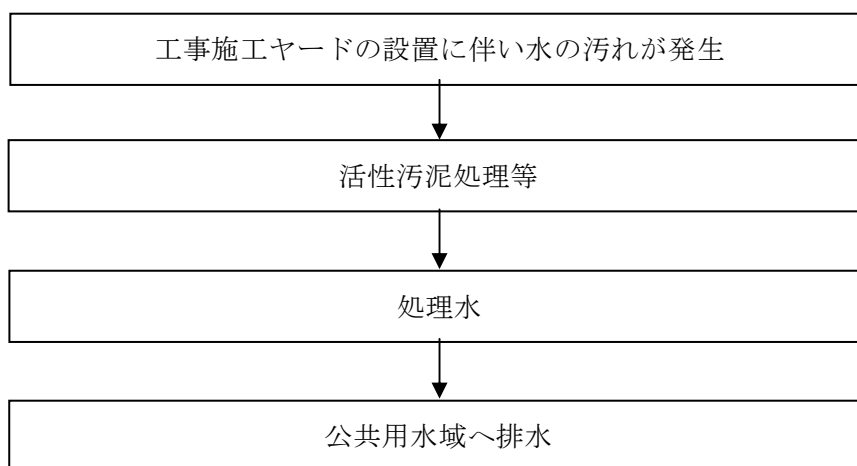 工事施工ヤードの設置に伴い水の汚れが発生
活性汚泥処理等
処理水
公共用水域へ排水